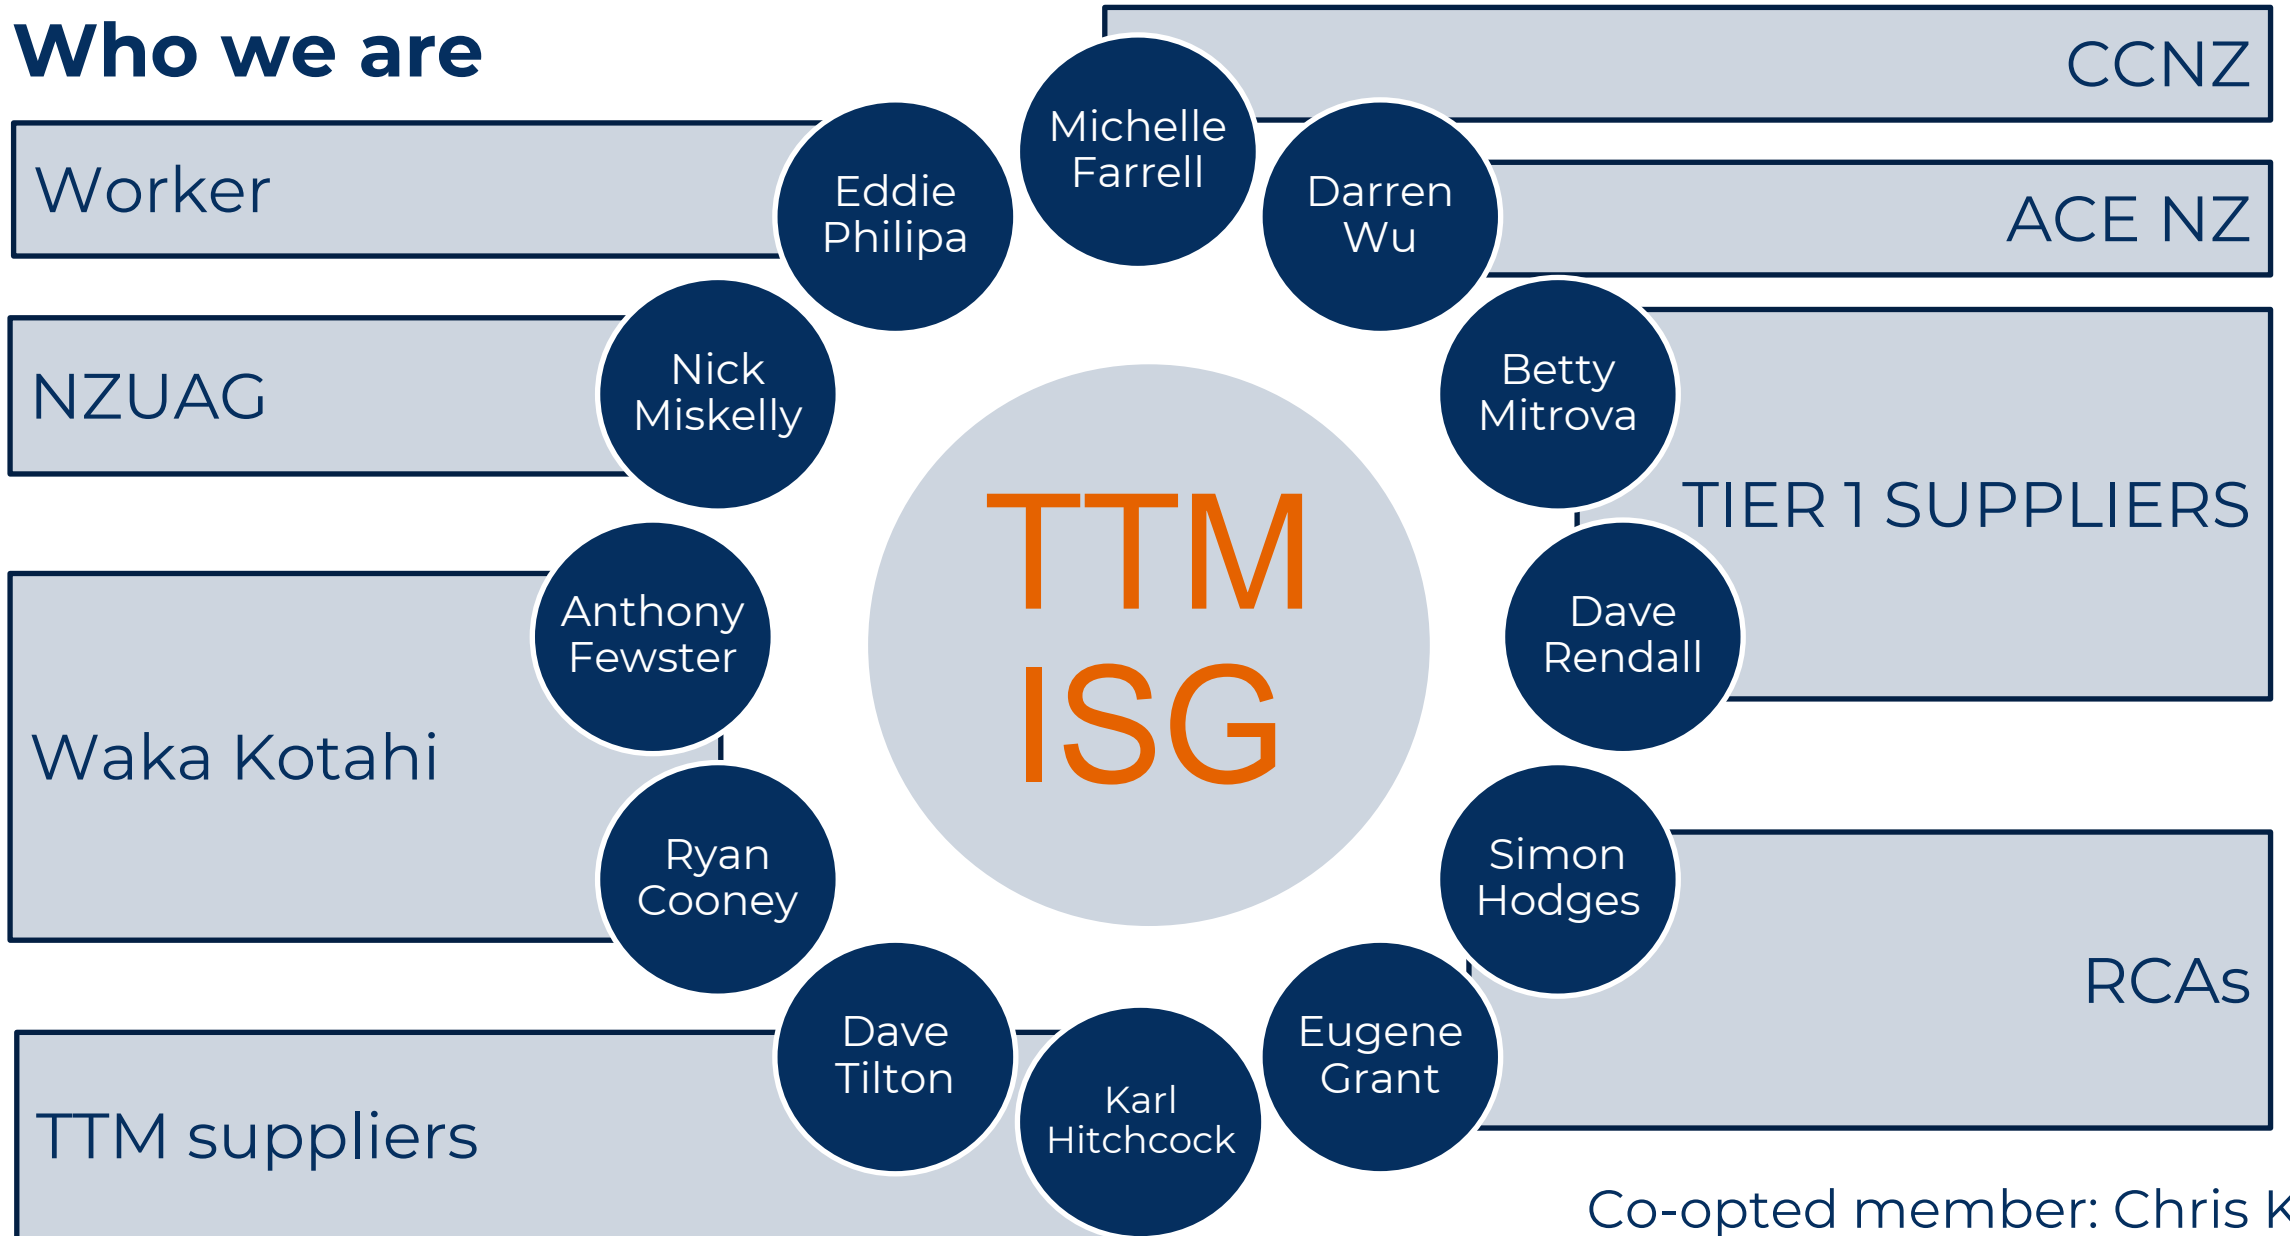 Who we are
CCNZ
Michelle
Farrell
Worker
Eddie
Philipa
Darren
Wu
ACE NZ
NZUAG
Nick
Miskelly
Betty
Mitrova
TIER 1 SUPPLIERS
TTM
ISG
Anthony
Fewster
Dave
Rendall
Waka Kotahi
Ryan
Cooney
Simon
Hodges
RCAs
Dave
Tilton
Karl
Hitchcock
Eugene
Grant
TTM suppliers
Co-opted member: Chris K